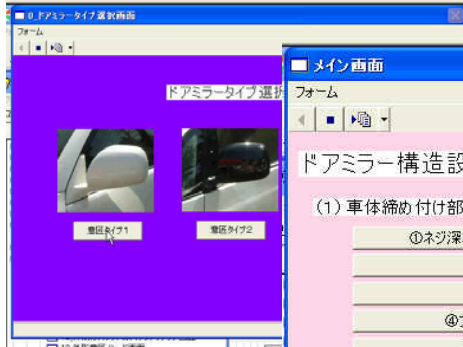 0_ドアミラータイプ選択画面
フォーム
ドアミラータイプ選択
意匠タイプ1
意匠タイプ2
メイン画面
フォーム
ドアミラー構造設
(1)車体締め付け部
①ネジ深